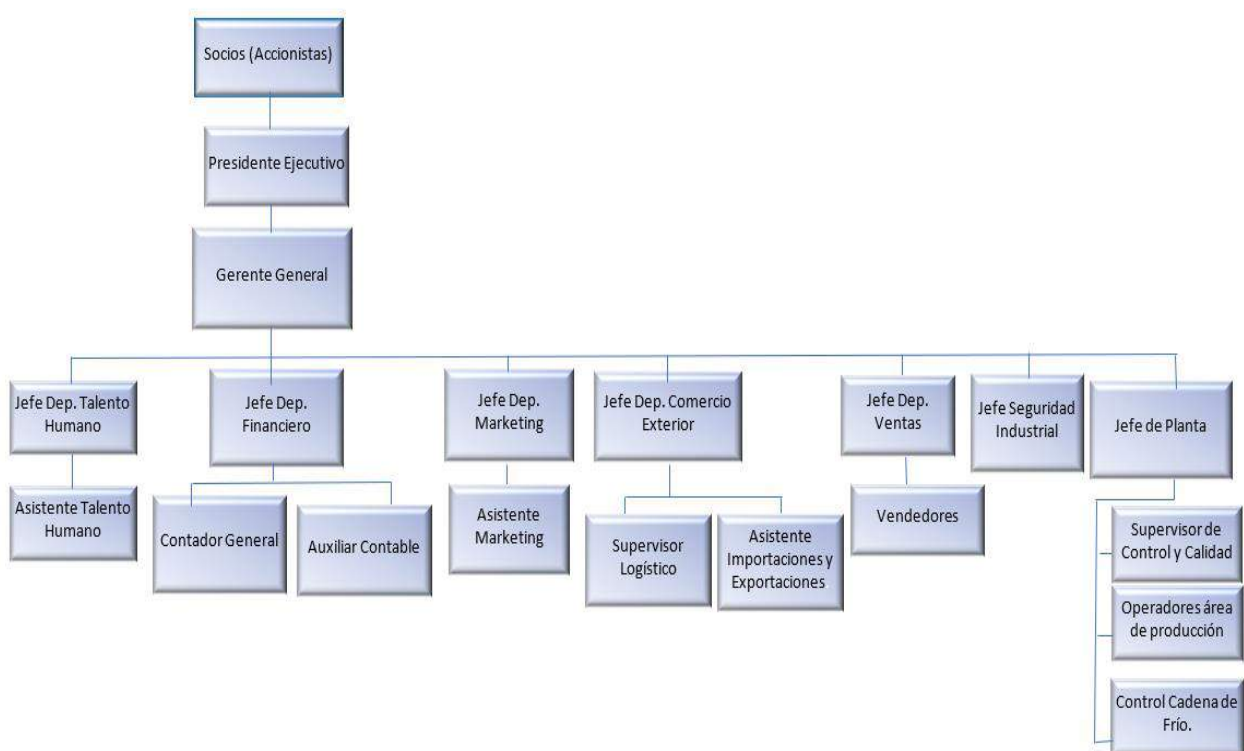 Socios (Accionistas)
Presidente Ejecutivo
Gerente General
Jefe Dep. Talento
Humano
Jefe Dep.
Financiero
Jefe Dep.
Marketing
Jefe Dep. Comercio
Exterior
Jefe Dep.
Ventas
Jefe Seguridad
Industrial
Jefe de Planta
Asistente Talento
Humano
Contador General
Auxiliar Contable
Asistente
Marketing
Supervisor
Logístico
Asistente
Importaciones y
Exportaciones
Vendedores
Supervisor de
Control y Calidad
Operadores área
de producción
Control Cadena de
Frío.